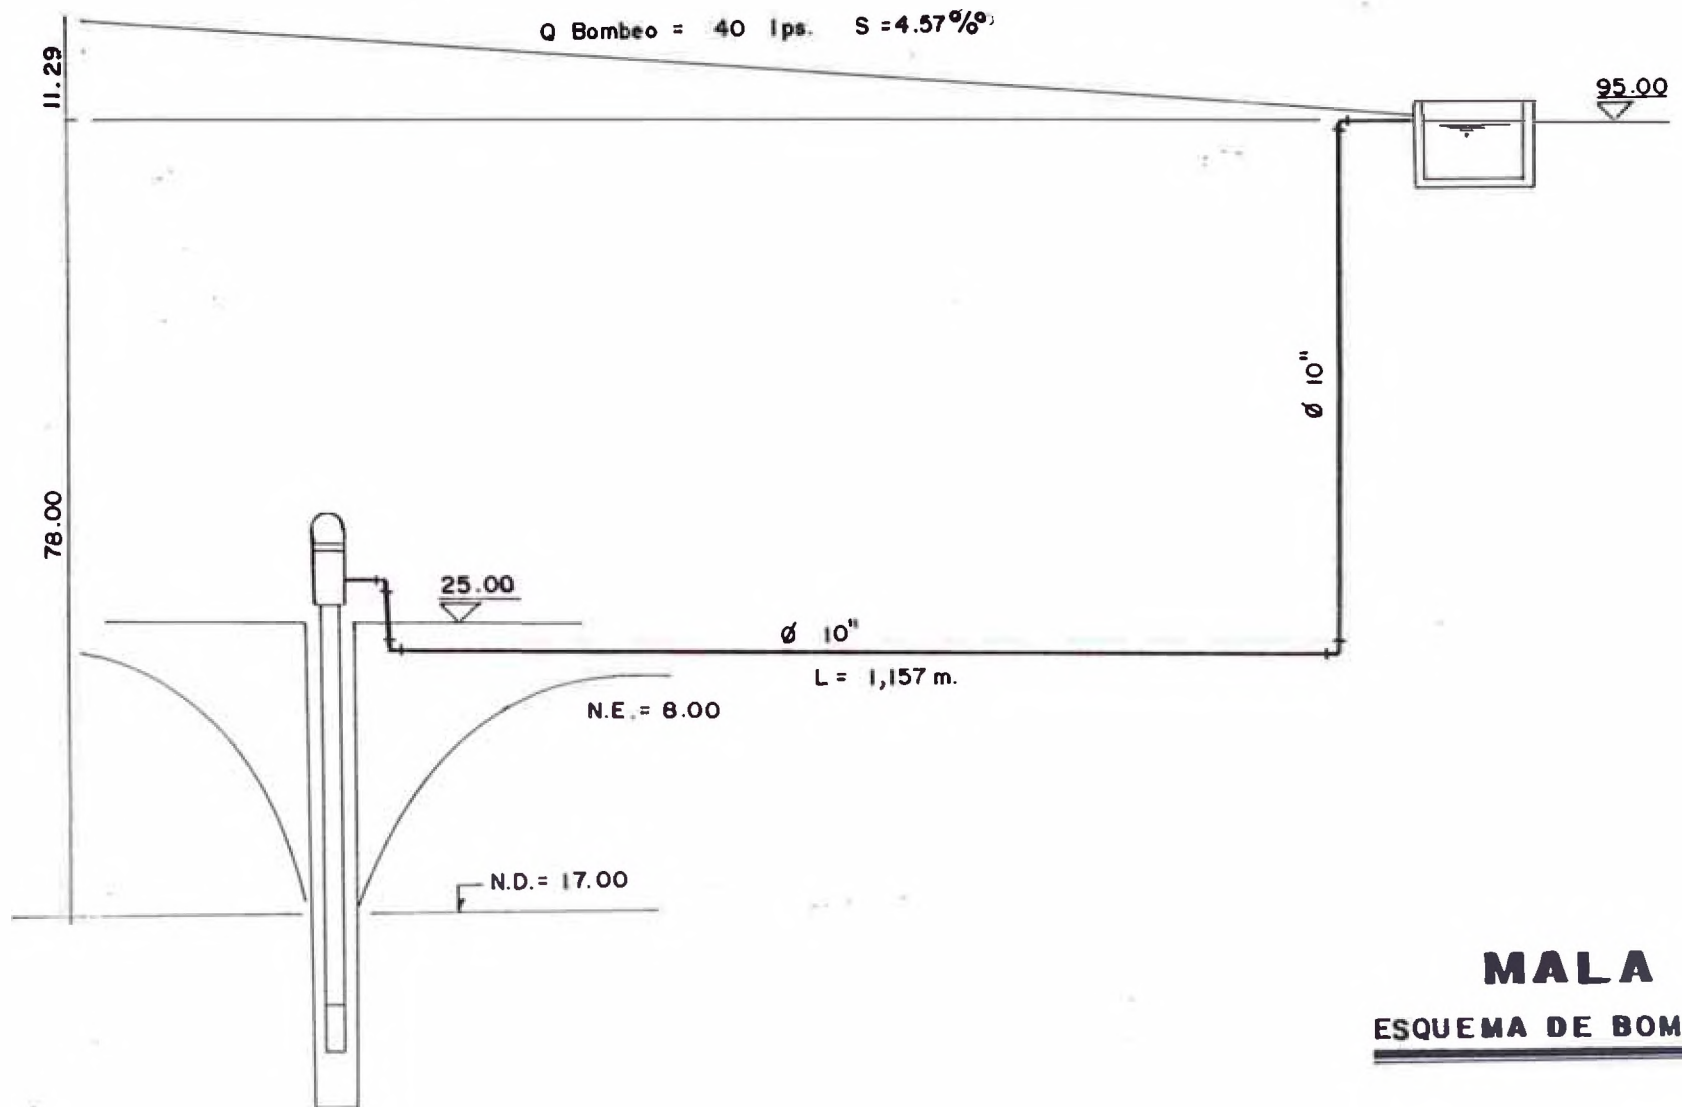 Q Bombeo = 40 lps. S = 4.57%°
11.29
95.00
Ø 10"
78.00
25.00
Ø 10"
L = 1,157 m.
N.E. = 8.00
N.D. = 17.00
MALA
ESQUEMA DE BOM